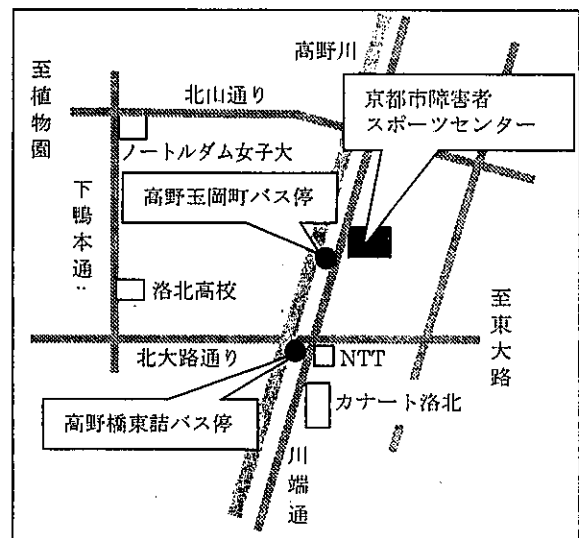 高野川
至植物園
北山通り
京都市障害者
スポーツセンター
ノートルダム女子大
下鴨本通り
高野玉岡町バス停
洛北高校
至東大路
北大路通り
NTT
カナート洛北
高野橋東詰バス停
川端通